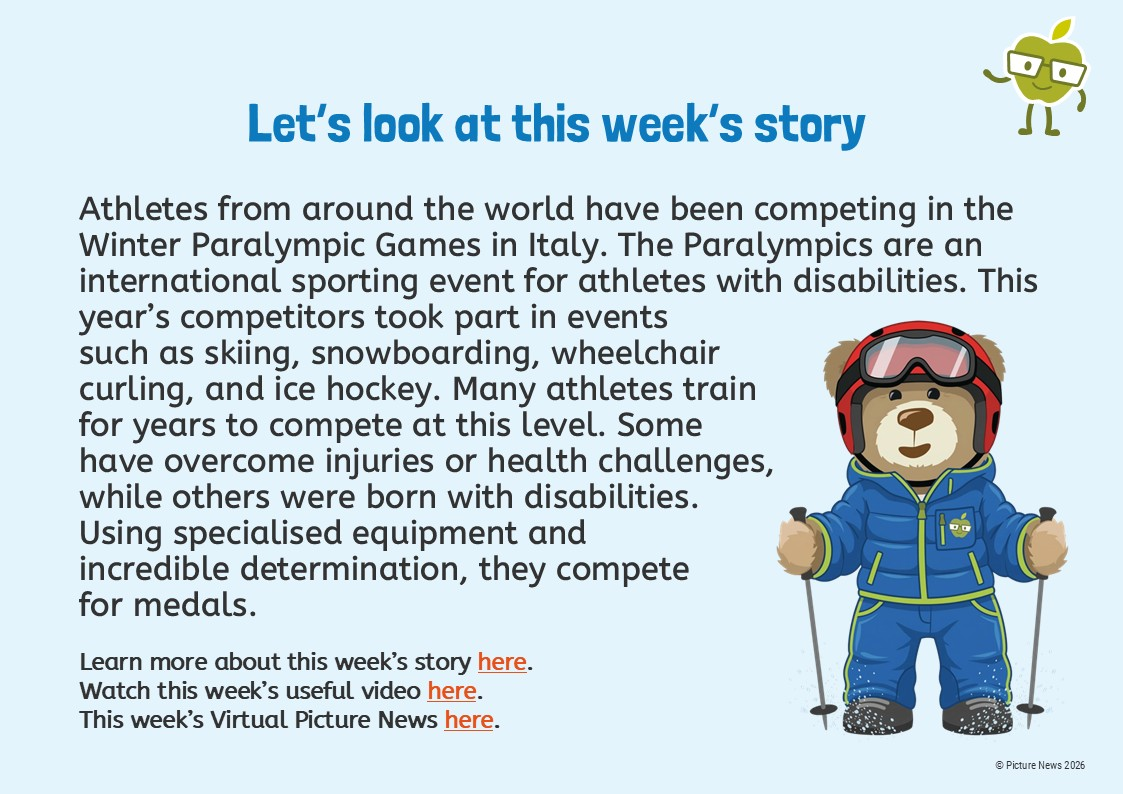 Let's look at this week's story
Athletes from around the world have been competing in the
Winter Paralympic Games in Italy. The Paralympics are an
international sporting event for athletes with disabilities. This
year's competitors took part in events
such as skiing, snowboarding, wheelchair
curling, and ice hockey. Many athletes train
for years to compete at this level. Some
have overcome injuries or health challenges,
while others were born with disabilities.
Using specialised equipment and
incredible determination, they compete
for medals.
Learn more about this week's story here.
Watch this week's useful video here.
This week's Virtual Picture News here.
© Picture News 2026